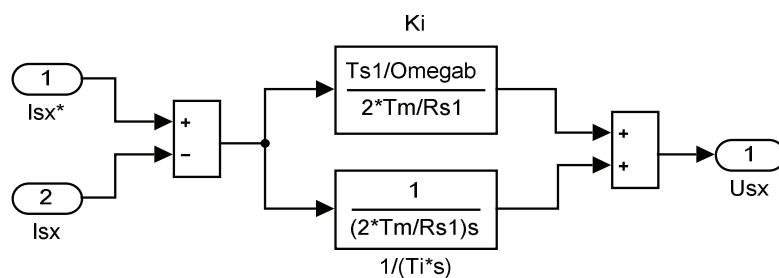 Ki
1
Isx*
Ts1/Omegab
2*Tm/Rs1
+
−
+
+
1
Usx
2
Isx
1
(2*Tm/Rs1)s
1/(Ti*s)